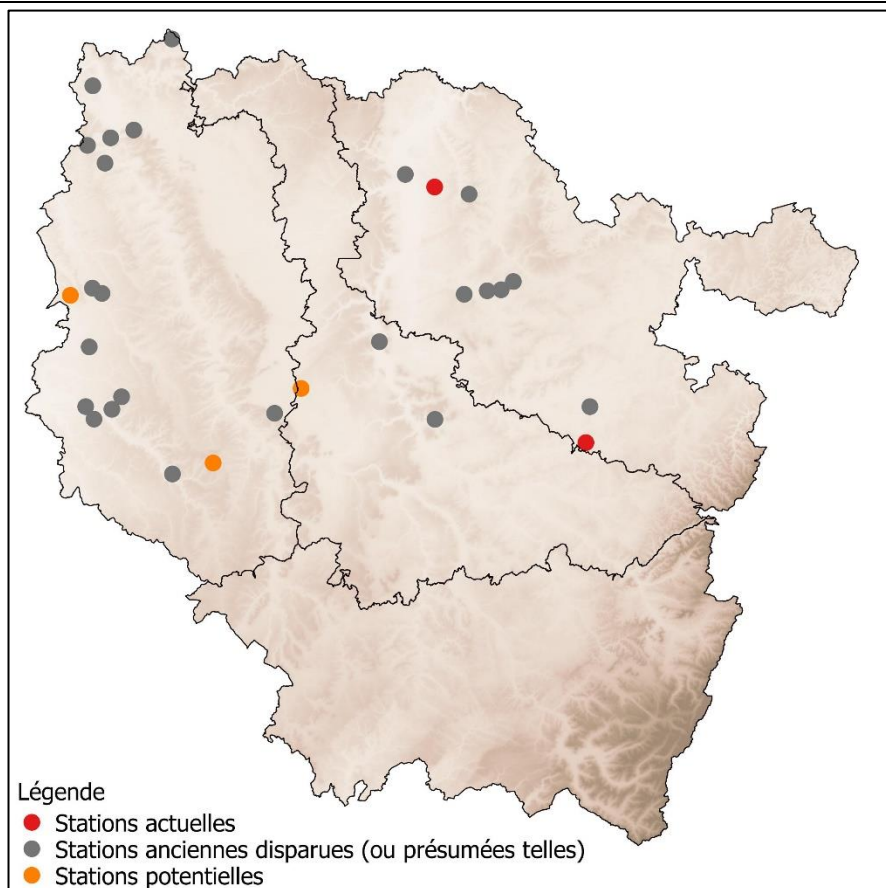 Légende
Stations actuelles
Stations anciennes disparues (ou présumées telles)
Stations potentielles